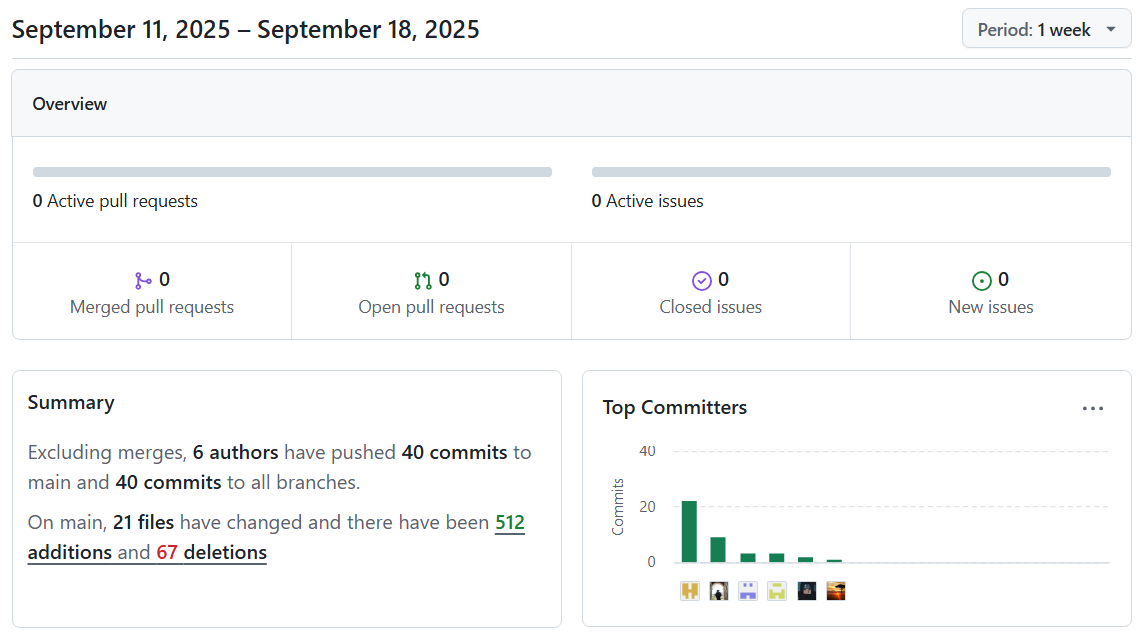 September 11, 2025 – September 18, 2025
Period: 1 week
Overview
0 Active pull requests
0 Active issues
0
Merged pull requests
0
Open pull requests
0
Closed issues
0
New issues
Summary
Excluding merges, 6 authors have pushed 40 commits to
main and 40 commits to all branches.
On main, 21 files have changed and there have been 512
additions and 67 deletions
Top Committers
40
20
0
Commits